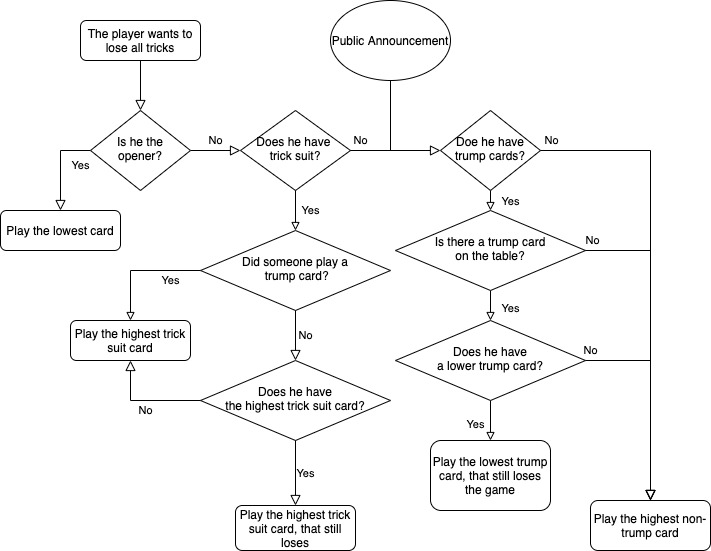 The player wants to
lose all tricks
Public Announcement
Is he the
opener?
No
Does he have
trick suit?
No
Doe he have
trump cards?
No
Yes
Play the lowest card
Yes
Yes
Did someone play a
trump card?
Is there a trump card
on the table?
No
Yes
Yes
Play the highest trick
suit card
No
Does he have
a lower trump card?
No
Does he have
the highest trick suit card?
No
Yes
Yes
Play the lowest trump
card, that still loses
the game
Play the highest trick
suit card, that still
loses
Play the highest non-
trump card